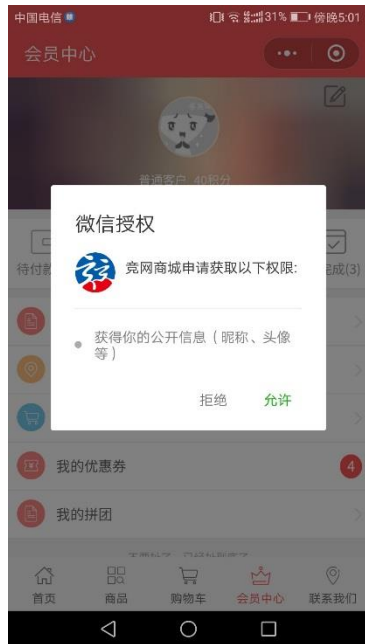 中国电信 31% 傍晚5:01
会员中心
普通客户 40积分
微信授权
竞网商城申请获取以下权限:
获得你的公开信息（昵称、头像
等）
拒绝 允许
待付款
完成(3)
我的优惠券 4
我的拼团
首页 商品 购物车 会员中心 联系我们